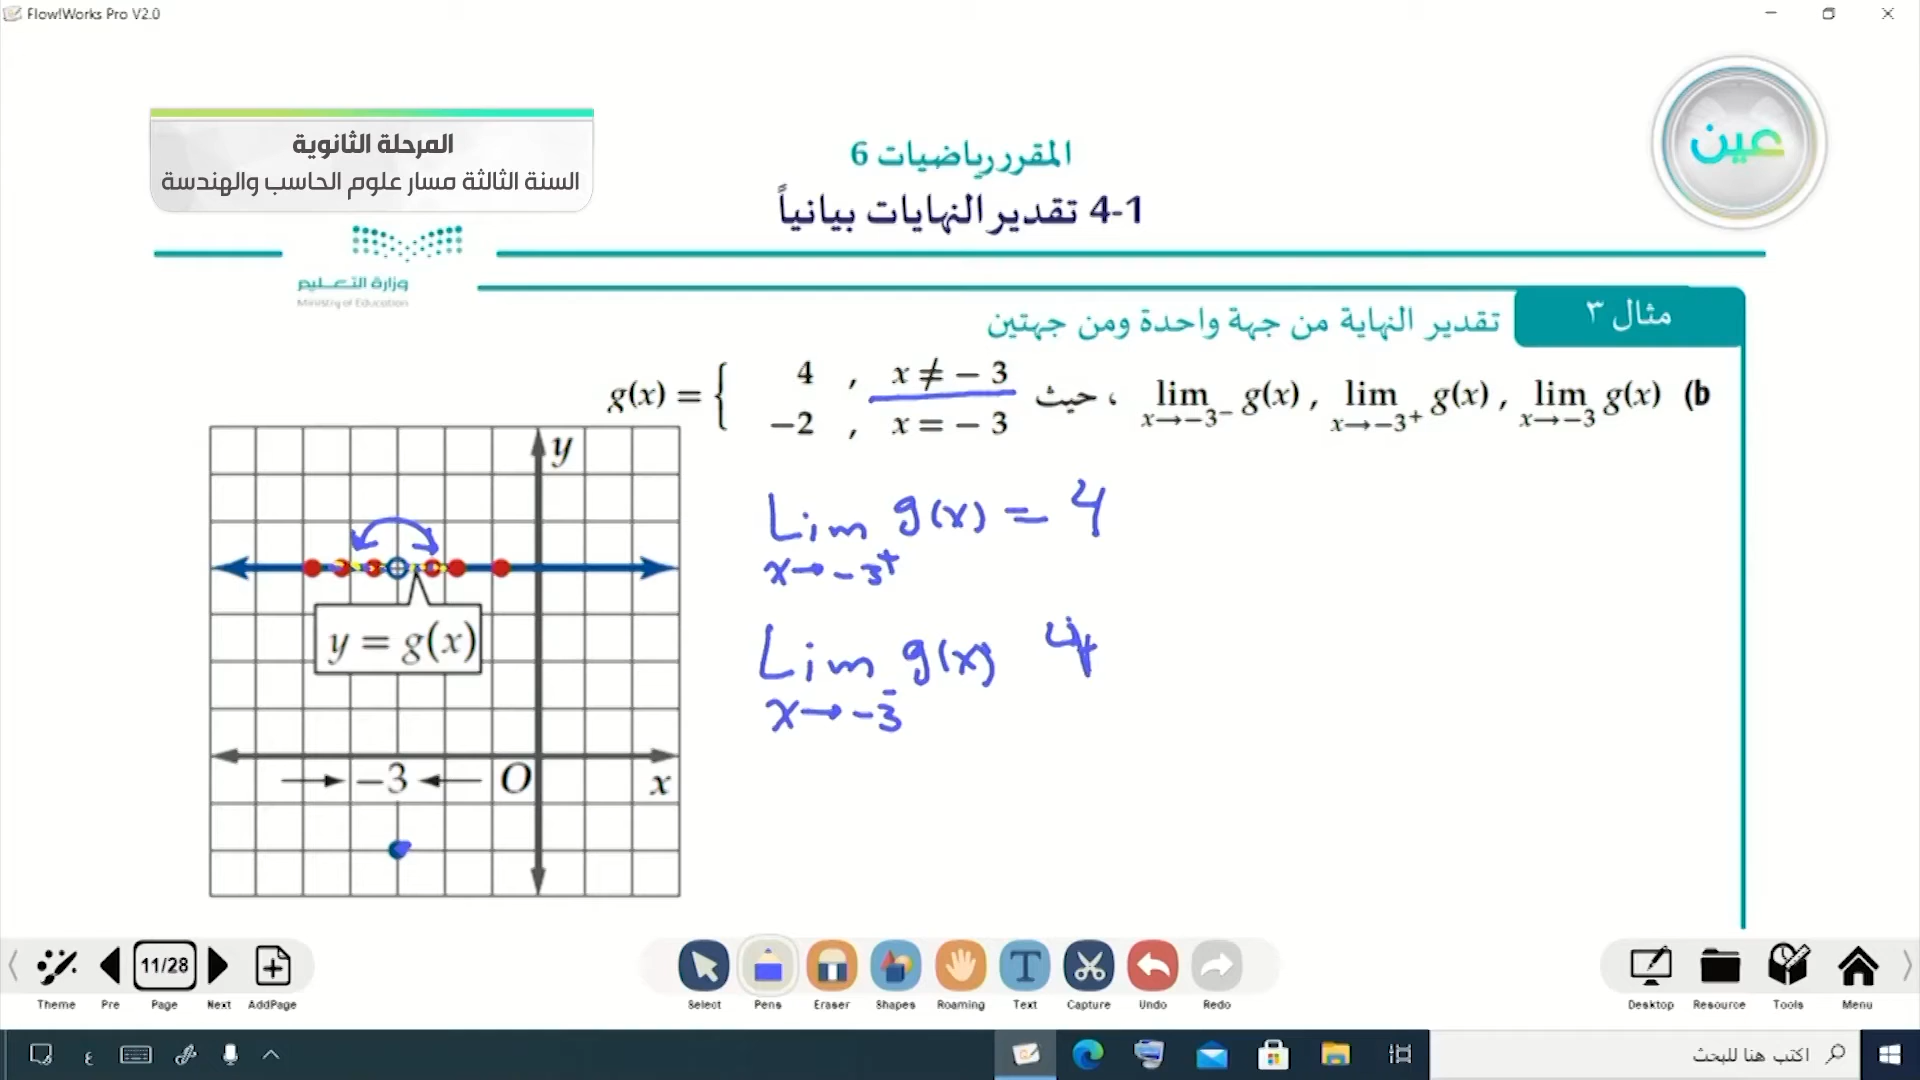 Flow!Works Pro V2.0
المرحلة الثانوية
السنة الثالثة مسار علوم الحاسب والهندسة
عين
المقرر رياضيات 6
4-1 تقدير النهايات بيانياً
وزارة التعليم
Ministry of Education
مثال ٣
تقدير النهاية من جهة واحدة ومن جهتين
(b lim x→−3 g(x) , lim x→−3⁺ g(x) , lim x→−3⁻ g(x) ، حيث g(x) = { 4 , x ≠ −3
−2 , x = −3
y
y = g(x)
−3
O
x
Lim g(x) = 4
x→-3⁺
Lim g(x) 4
x→-3⁻
Theme
Pre
11/28
Page
Next
AddPage
Select
Pens
Eraser
Shapes
Roaming
T
Text
Capture
Undo
Redo
Desktop
Resource
Tools
Menu
ع
اكتب هنا للبحث